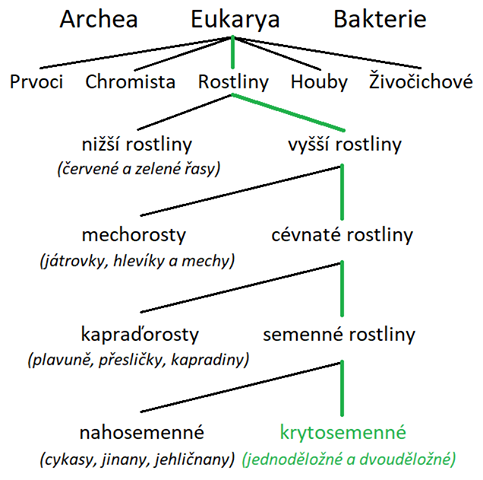 Archea Eukarya Bakterie
Prvoci Chromista Rostliny Houby Živočichové
nižší rostliny vyšší rostliny
(červené a zelené řasy)
mechorosty cévnaté rostliny
(játrovky, hlevíky a mechy)
kapraďorosty semenné rostliny
(plavuně, přesličky, kapradiny)
nahosemenné krytosemenné
(cykasy, jinany, jehličnany) (jednoděložné a dvouděložné)